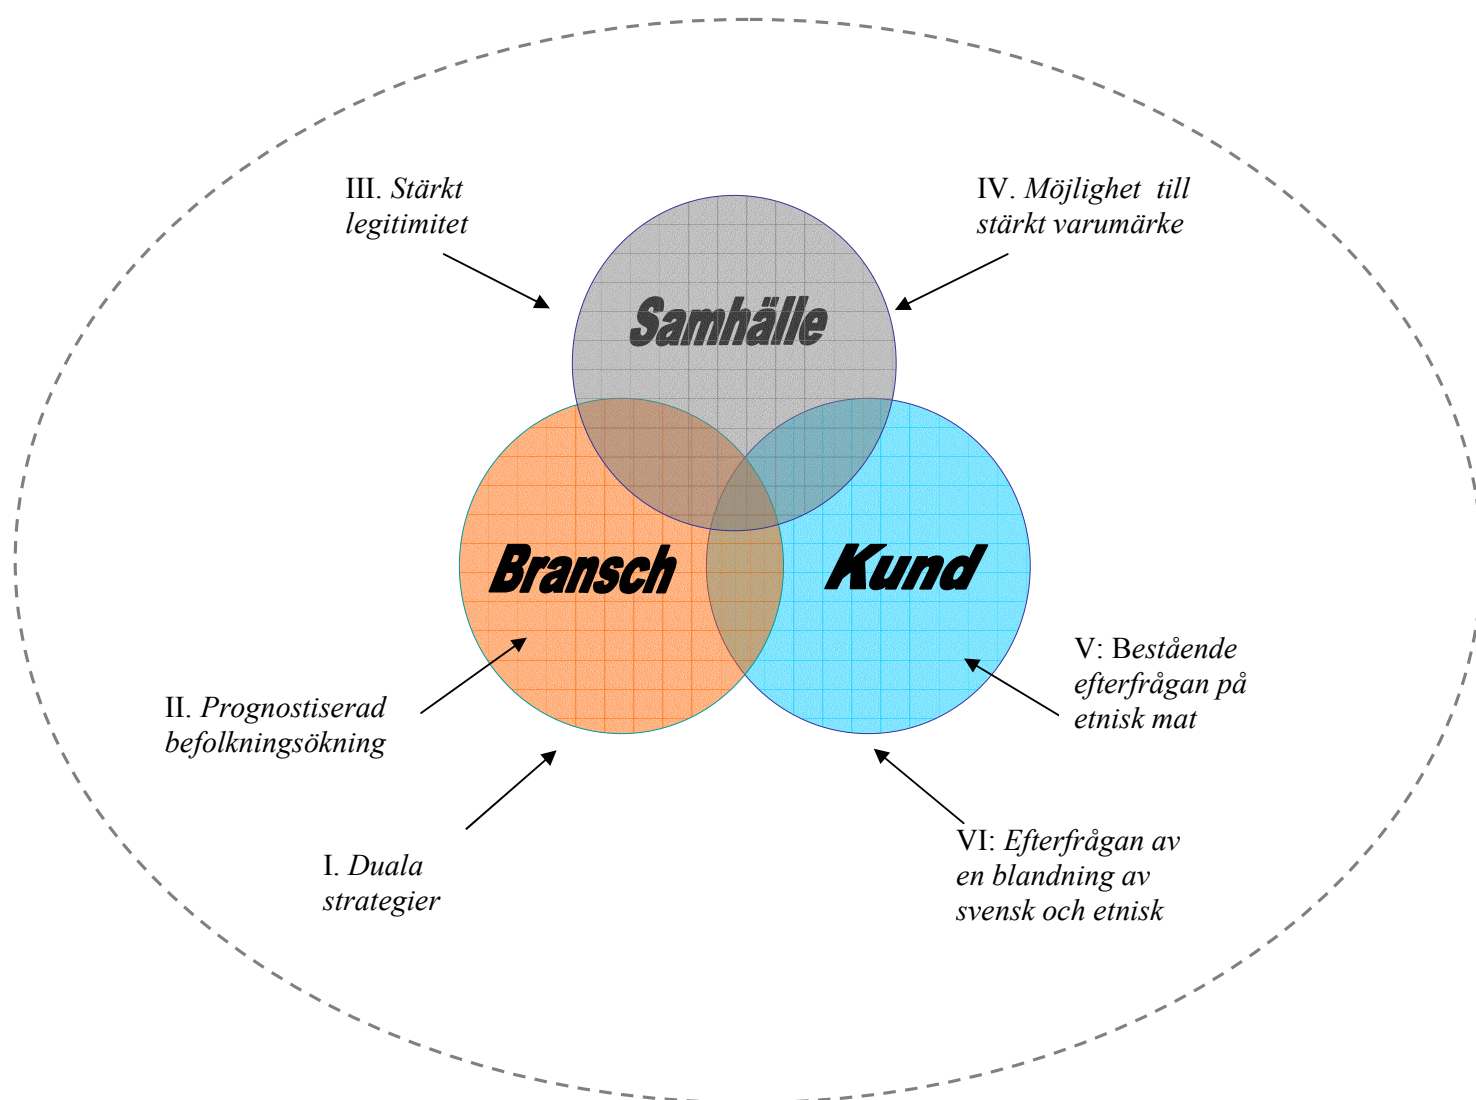 III. Stärkt
legitimitet
IV. Möjlighet till
stärkt varumärke
Samhälle
Bransch
Kund
II. Prognostiserad
befolkningsökning
V: Bestående
efterfrågan på
etnisk mat
I. Duala
strategier
VI: Efterfrågan av
en blandning av
svensk och etnisk